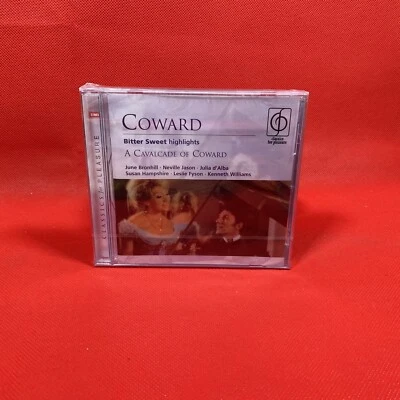 COWARD
Bitter Sweet highlights
A CAVALCADE OF COWARD
June Bronhill · Neville Jason · Julia d'Alba
Susan Hampshire · Leslie Fyson · Kenneth Williams
classics for pleasure
CLASSICS PLEASURE